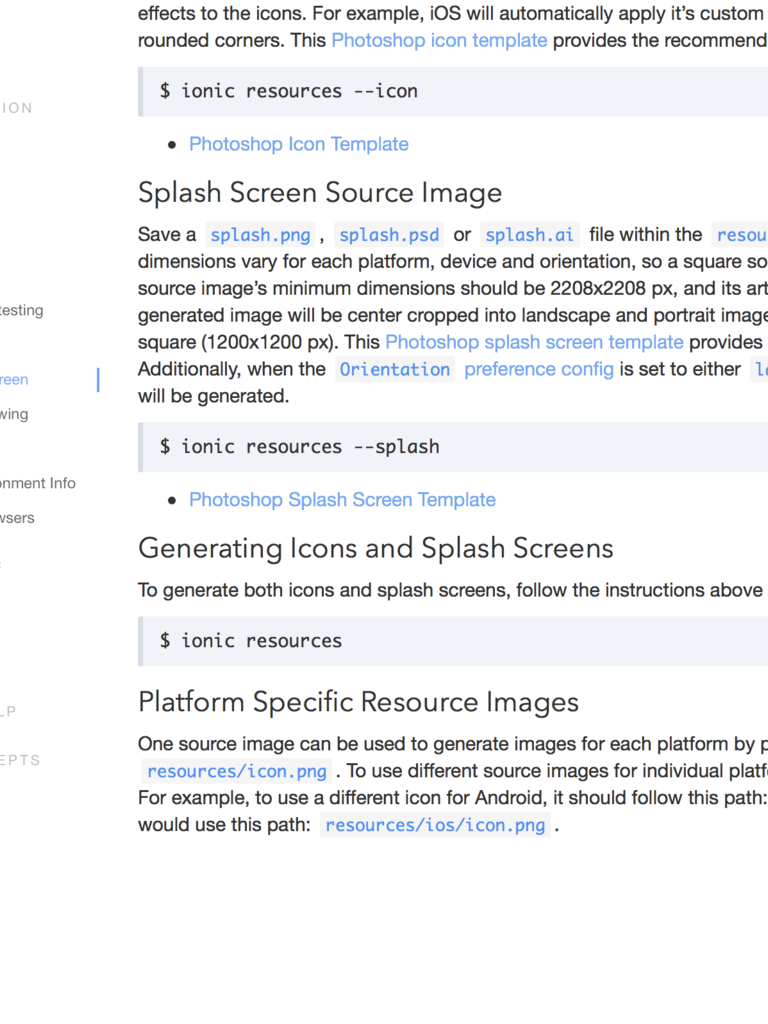 effects to the icons. For example, iOS will automatically apply it's custom
rounded corners. This Photoshop icon template provides the recommend
$ ionic resources --icon
ION
• Photoshop Icon Template
Splash Screen Source Image
Save a splash.png , splash.psd or splash.ai file within the resou
dimensions vary for each platform, device and orientation, so a square so
source image's minimum dimensions should be 2208x2208 px, and its art
generated image will be center cropped into landscape and portrait image
square (1200x1200 px). This Photoshop splash screen template provides
Additionally, when the Orientation preference config is set to either la
will be generated.
testing
reen
wing
$ ionic resources --splash
onment Info
• Photoshop Splash Screen Template
wsers
Generating Icons and Splash Screens
To generate both icons and splash screens, follow the instructions above
$ ionic resources
Platform Specific Resource Images
LP
One source image can be used to generate images for each platform by p
EPTS
resources/icon.png . To use different source images for individual platf
For example, to use a different icon for Android, it should follow this path:
would use this path: resources/ios/icon.png .